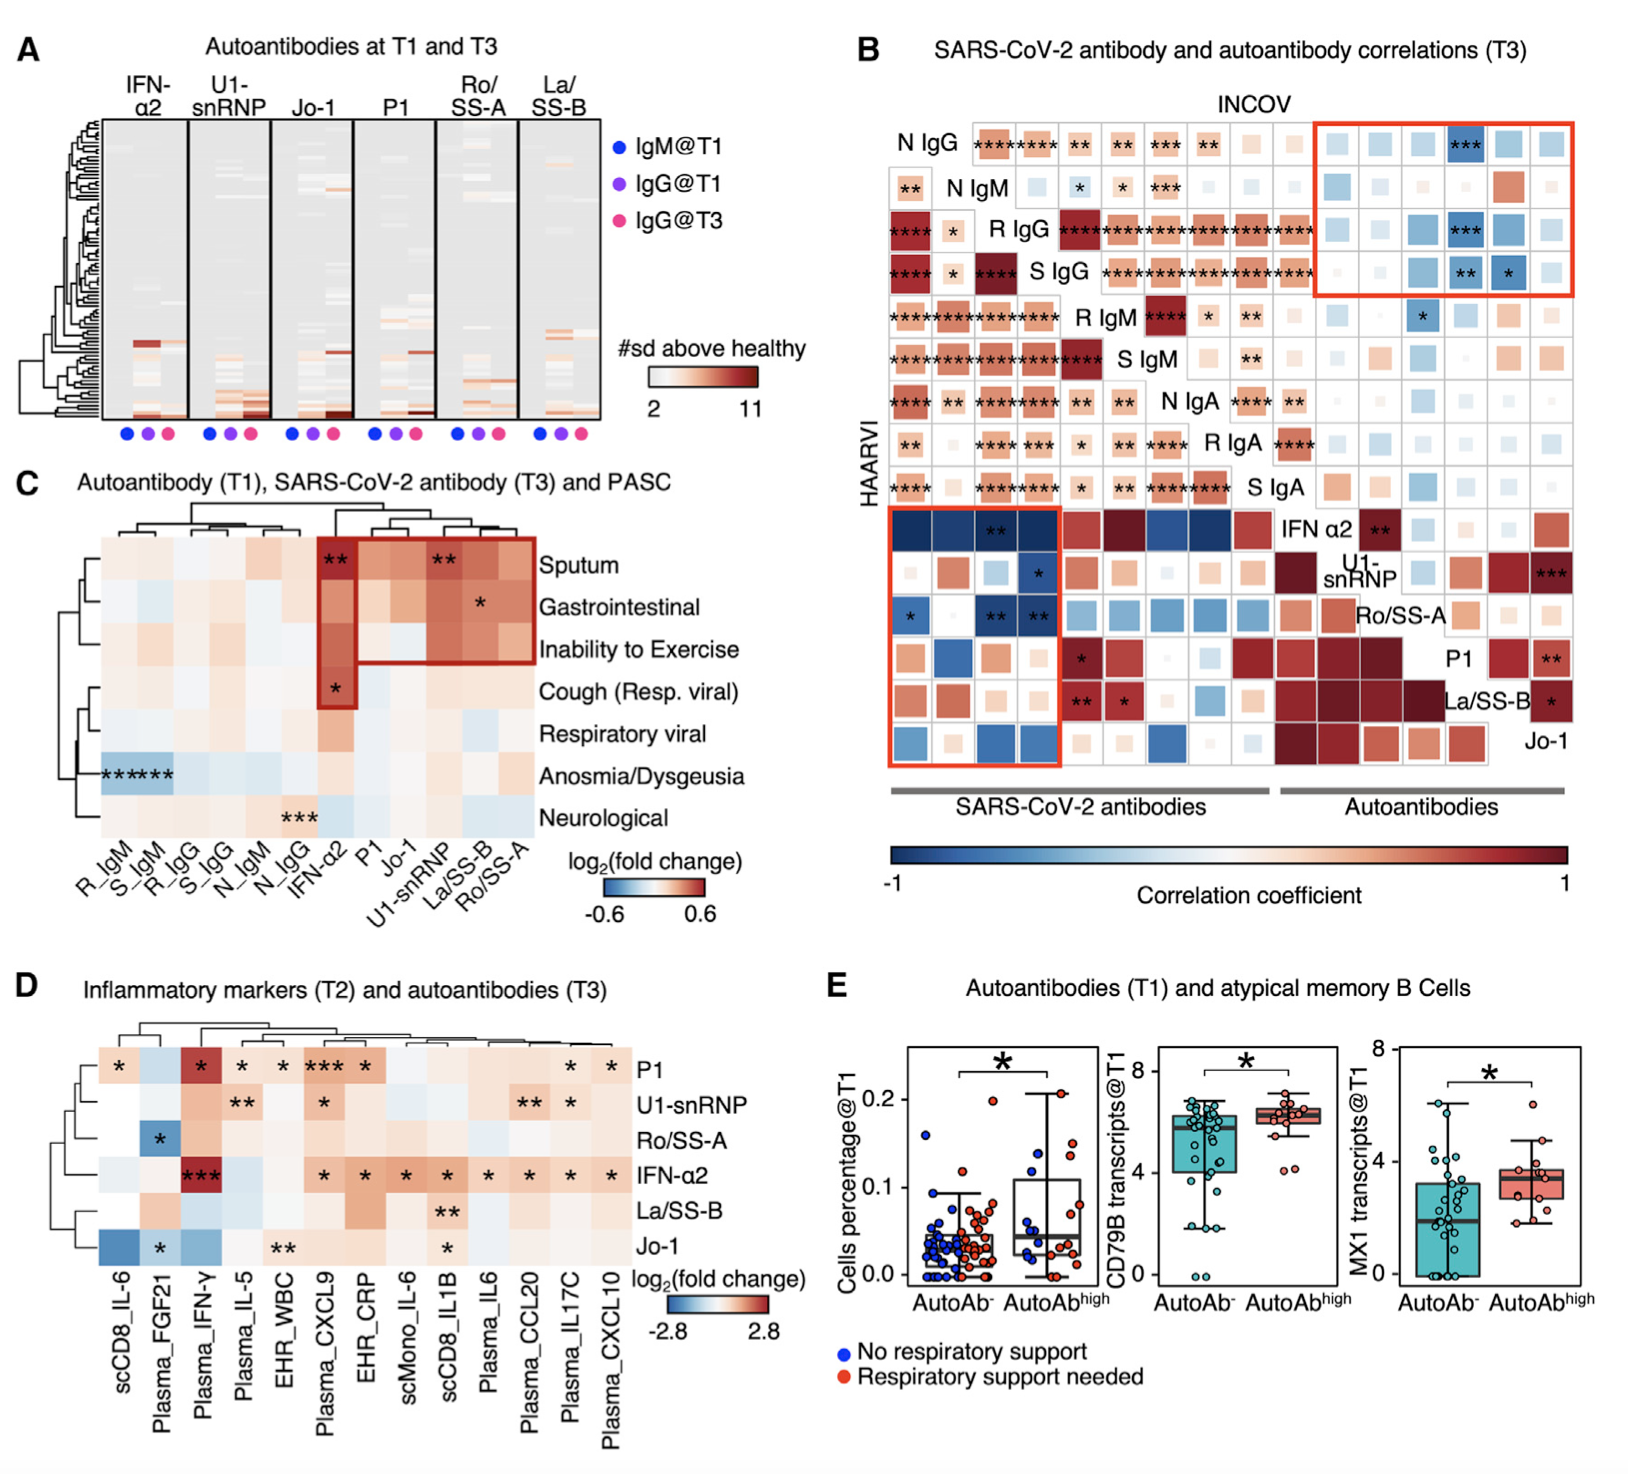 A
Autoantibodies at T1 and T3
IFN-
α2
U1-
snRNP
Jo-1
P1
Ro/
SS-A
La/
SS-B
IgM@T1
IgG@T1
IgG@T3
#sd above healthy
2 11
B
SARS-CoV-2 antibody and autoantibody correlations (T3)
INCOV
HAARVI
N IgG
**** **** ** ** *** ** ***
** N IgM * * ***
**** * R IgG **** **** **** **** **** **** ***
**** * **** S IgG **** **** **** **** **** ** *
**** **** **** **** R IgM **** * ** *
**** **** **** **** **** S IgM **
**** ** **** **** ** ** N IgA **** **
** **** *** * ** **** R IgA ****
**** **** **** * ** **** **** S IgA
** IFN α2 **
* U1-
snRNP ***
* ** ** Ro/SS-A
* P1 **
** * La/SS-B *
Jo-1
SARS-CoV-2 antibodies Autoantibodies
-1 1
Correlation coefficient
C
Autoantibody (T1), SARS-CoV-2 antibody (T3) and PASC
** ** Sputum
* Gastrointestinal
Inability to Exercise
* Cough (Resp. viral)
Respiratory viral
*** *** Anosmia/Dysgeusia
*** Neurological
R_IgM
S_IgM
R_IgG
S_IgG
N_IgM
N_IgG
IFN-α2
P1
Jo-1
U1-snRNP
La/SS-B
Ro/SS-A
log2(fold change)
-0.6 0.6
D
Inflammatory markers (T2) and autoantibodies (T3)
* * * * *** * * * P1
** * ** * U1-snRNP
* Ro/SS-A
*** * * * * * * * * IFN-α2
** La/SS-B
* ** * Jo-1
scCD8_IL-6
Plasma_FGF21
Plasma_IFN-γ
Plasma_IL-5
EHR_WBC
Plasma_CXCL9
EHR_CRP
scMono_IL-6
scCD8_IL1B
Plasma_IL6
Plasma_CCL20
Plasma_IL17C
Plasma_CXCL10
log2(fold change)
-2.8 2.8
E
Autoantibodies (T1) and atypical memory B Cells
Cells percentage@T1
0.2
0.1
0.0
*
AutoAb- AutoAbhigh
CD79B transcripts@T1
8
4
0
*
AutoAb- AutoAbhigh
MX1 transcripts@T1
8
4
0
*
AutoAb- AutoAbhigh
No respiratory support
Respiratory support needed